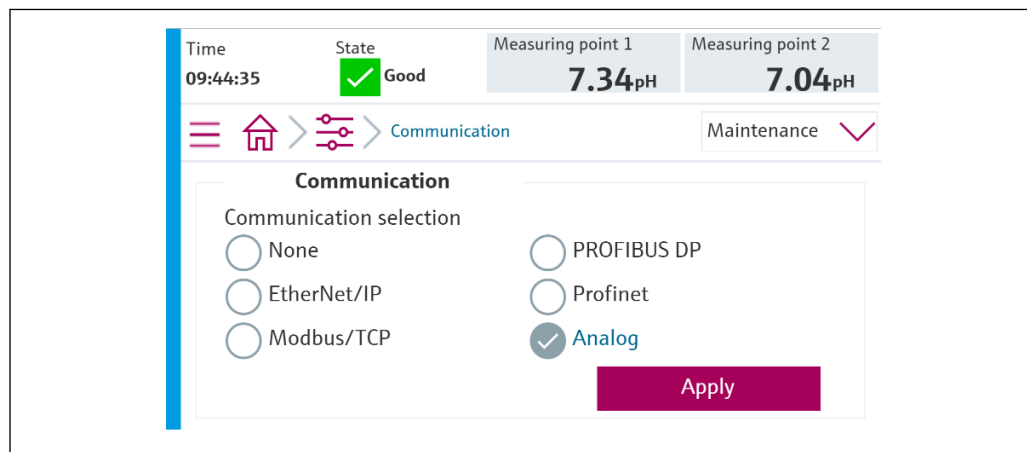 Time
State
Measuring point 1
Measuring point 2
09:44:35
Good
7.34pH
7.04pH
Communication
Maintenance
Communication
Communication selection
None
PROFIBUS DP
EtherNet/IP
Profinet
Modbus/TCP
Analog
Apply